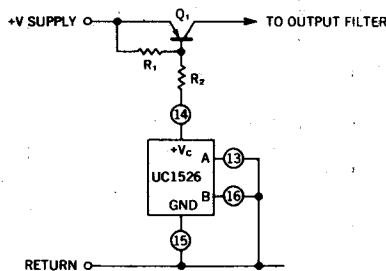 Q1
+V SUPPLY
TO OUTPUT FILTER
R1
R2
14
+VC
A 13
UC1526
B 16
GND
15
RETURN